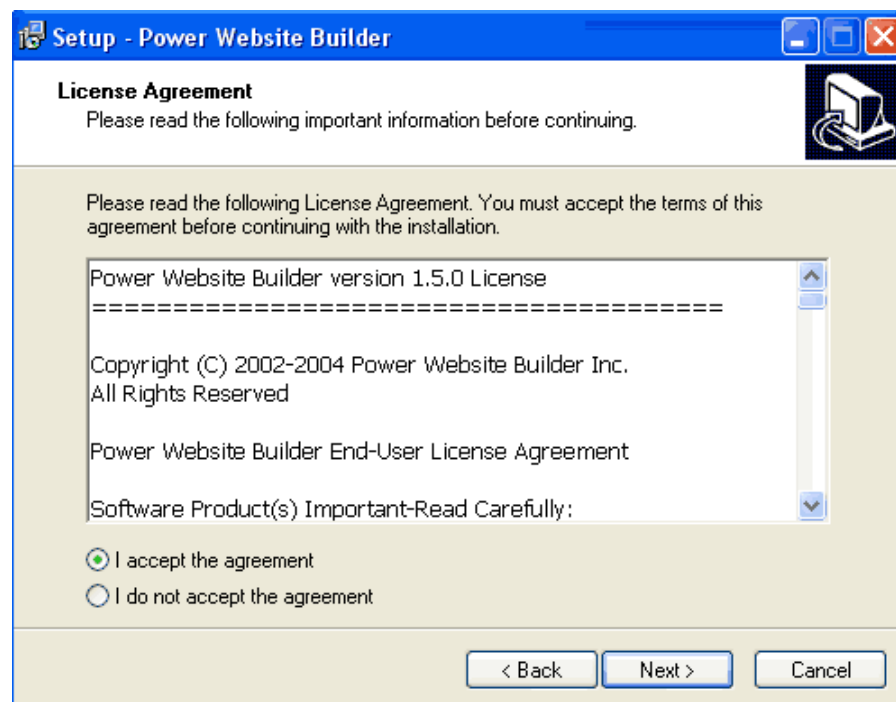 Setup - Power Website Builder
License Agreement
Please read the following important information before continuing.
Please read the following License Agreement. You must accept the terms of this
agreement before continuing with the installation.
Power Website Builder version 1.5.0 License
=======================================
Copyright (C) 2002-2004 Power Website Builder Inc.
All Rights Reserved
Power Website Builder End-User License Agreement
Software Product(s) Important-Read Carefully:
I accept the agreement
I do not accept the agreement
< Back
Next >
Cancel